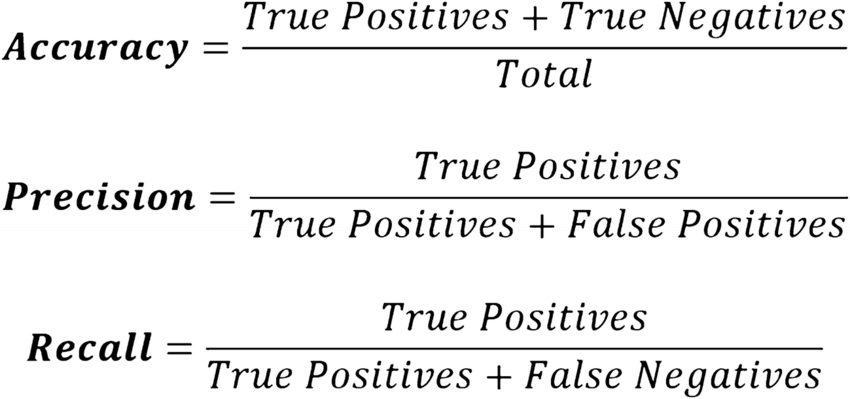 True Positives + True Negatives
Accuracy =
Total
True Positives
Precision =
True Positives + False Positives
True Positives
Recall =
True Positives + False Negatives